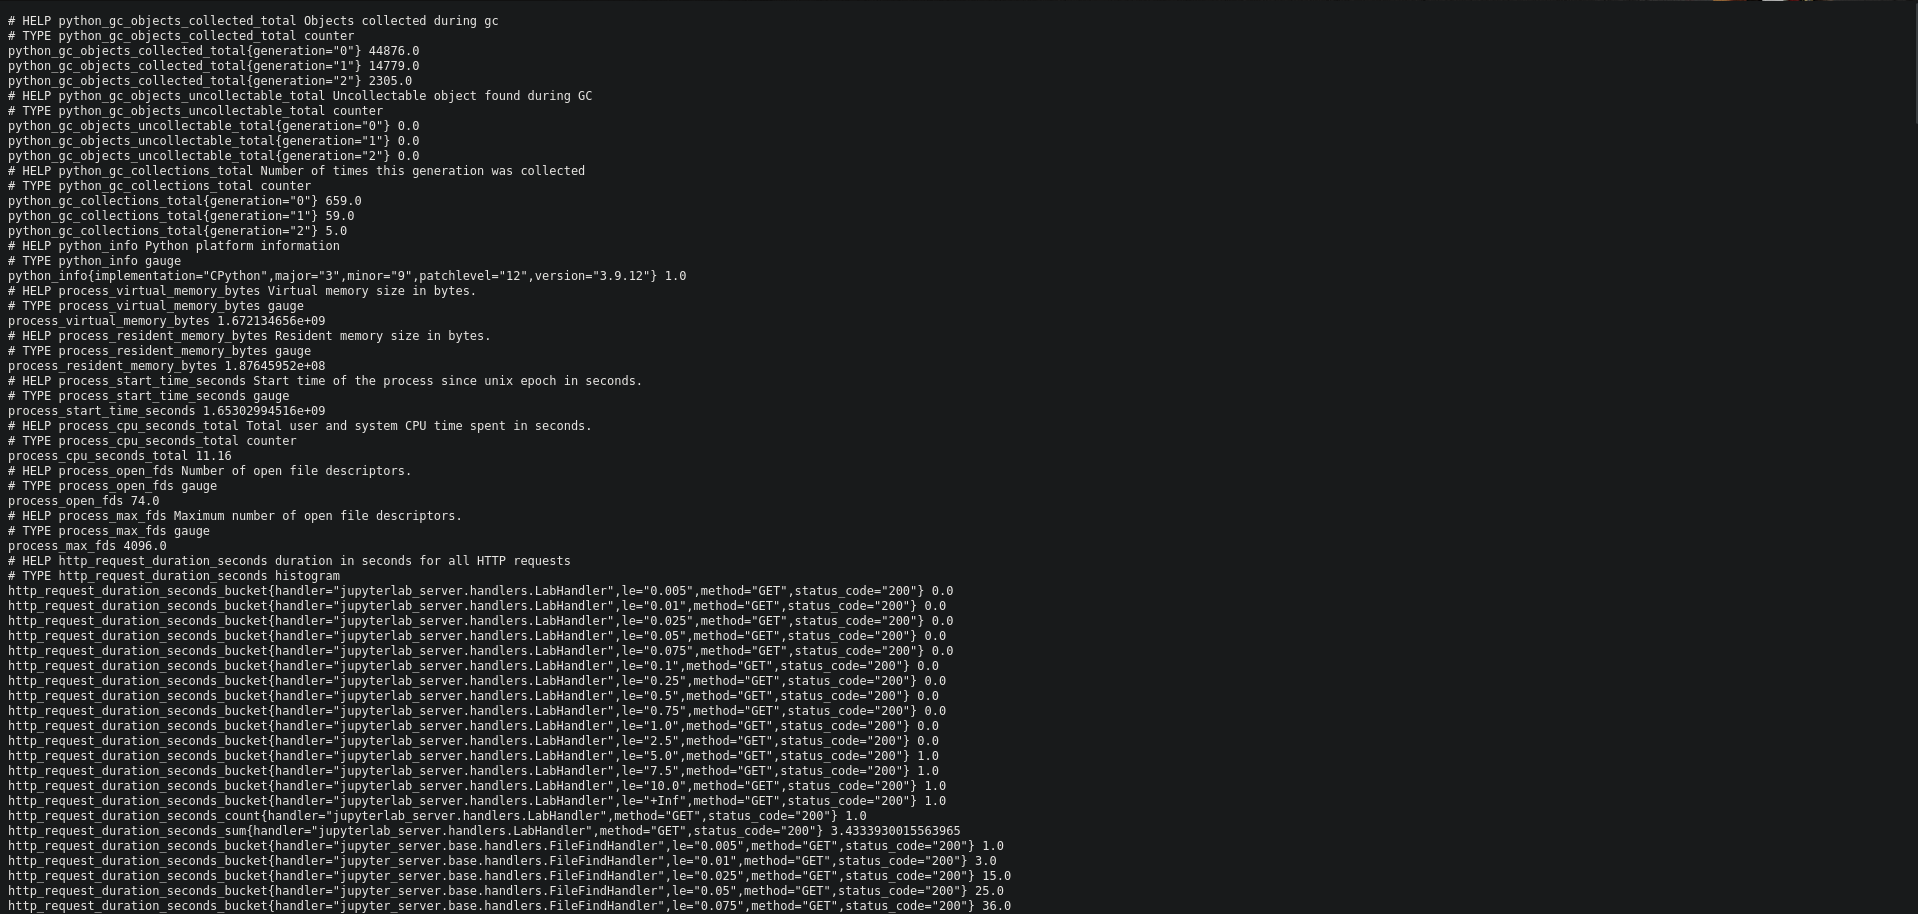 # HELP python_gc_objects_collected_total Objects collected during gc
# TYPE python_gc_objects_collected_total counter
python_gc_objects_collected_total{generation="0"} 44876.0
python_gc_objects_collected_total{generation="1"} 14779.0
python_gc_objects_collected_total{generation="2"} 2305.0
# HELP python_gc_objects_uncollectable_total Uncollectable object found during GC
# TYPE python_gc_objects_uncollectable_total counter
python_gc_objects_uncollectable_total{generation="0"} 0.0
python_gc_objects_uncollectable_total{generation="1"} 0.0
python_gc_objects_uncollectable_total{generation="2"} 0.0
# HELP python_gc_collections_total Number of times this generation was collected
# TYPE python_gc_collections_total counter
python_gc_collections_total{generation="0"} 659.0
python_gc_collections_total{generation="1"} 59.0
python_gc_collections_total{generation="2"} 5.0
# HELP python_info Python platform information
# TYPE python_info gauge
python_info{implementation="CPython",major="3",minor="9",patchlevel="12",version="3.9.12"} 1.0
# HELP process_virtual_memory_bytes Virtual memory size in bytes.
# TYPE process_virtual_memory_bytes gauge
process_virtual_memory_bytes 1.672134656e+09
# HELP process_resident_memory_bytes Resident memory size in bytes.
# TYPE process_resident_memory_bytes gauge
process_resident_memory_bytes 1.87645952e+08
# HELP process_start_time_seconds Start time of the process since unix epoch in seconds.
# TYPE process_start_time_seconds gauge
process_start_time_seconds 1.65302994516e+09
# HELP process_cpu_seconds_total Total user and system CPU time spent in seconds.
# TYPE process_cpu_seconds_total counter
process_cpu_seconds_total 11.16
# HELP process_open_fds Number of open file descriptors.
# TYPE process_open_fds gauge
process_open_fds 74.0
# HELP process_max_fds Maximum number of open file descriptors.
# TYPE process_max_fds gauge
process_max_fds 4096.0
# HELP http_request_duration_seconds duration in seconds for all HTTP requests
# TYPE http_request_duration_seconds histogram
http_request_duration_seconds_bucket{handler="jupyterlab_server.handlers.LabHandler",le="0.005",method="GET",status_code="200"} 0.0
http_request_duration_seconds_bucket{handler="jupyterlab_server.handlers.LabHandler",le="0.01",method="GET",status_code="200"} 0.0
http_request_duration_seconds_bucket{handler="jupyterlab_server.handlers.LabHandler",le="0.025",method="GET",status_code="200"} 0.0
http_request_duration_seconds_bucket{handler="jupyterlab_server.handlers.LabHandler",le="0.05",method="GET",status_code="200"} 0.0
http_request_duration_seconds_bucket{handler="jupyterlab_server.handlers.LabHandler",le="0.075",method="GET",status_code="200"} 0.0
http_request_duration_seconds_bucket{handler="jupyterlab_server.handlers.LabHandler",le="0.1",method="GET",status_code="200"} 0.0
http_request_duration_seconds_bucket{handler="jupyterlab_server.handlers.LabHandler",le="0.25",method="GET",status_code="200"} 0.0
http_request_duration_seconds_bucket{handler="jupyterlab_server.handlers.LabHandler",le="0.5",method="GET",status_code="200"} 0.0
http_request_duration_seconds_bucket{handler="jupyterlab_server.handlers.LabHandler",le="0.75",method="GET",status_code="200"} 0.0
http_request_duration_seconds_bucket{handler="jupyterlab_server.handlers.LabHandler",le="1.0",method="GET",status_code="200"} 0.0
http_request_duration_seconds_bucket{handler="jupyterlab_server.handlers.LabHandler",le="2.5",method="GET",status_code="200"} 0.0
http_request_duration_seconds_bucket{handler="jupyterlab_server.handlers.LabHandler",le="5.0",method="GET",status_code="200"} 1.0
http_request_duration_seconds_bucket{handler="jupyterlab_server.handlers.LabHandler",le="7.5",method="GET",status_code="200"} 1.0
http_request_duration_seconds_bucket{handler="jupyterlab_server.handlers.LabHandler",le="10.0",method="GET",status_code="200"} 1.0
http_request_duration_seconds_bucket{handler="jupyterlab_server.handlers.LabHandler",le="+Inf",method="GET",status_code="200"} 1.0
http_request_duration_seconds_count{handler="jupyterlab_server.handlers.LabHandler",method="GET",status_code="200"} 1.0
http_request_duration_seconds_sum{handler="jupyterlab_server.handlers.LabHandler",method="GET",status_code="200"} 3.4333930015563965
http_request_duration_seconds_bucket{handler="jupyter_server.base.handlers.FileFindHandler",le="0.005",method="GET",status_code="200"} 1.0
http_request_duration_seconds_bucket{handler="jupyter_server.base.handlers.FileFindHandler",le="0.01",method="GET",status_code="200"} 3.0
http_request_duration_seconds_bucket{handler="jupyter_server.base.handlers.FileFindHandler",le="0.025",method="GET",status_code="200"} 15.0
http_request_duration_seconds_bucket{handler="jupyter_server.base.handlers.FileFindHandler",le="0.05",method="GET",status_code="200"} 25.0
http_request_duration_seconds_bucket{handler="jupyter_server.base.handlers.FileFindHandler",le="0.075",method="GET",status_code="200"} 36.0